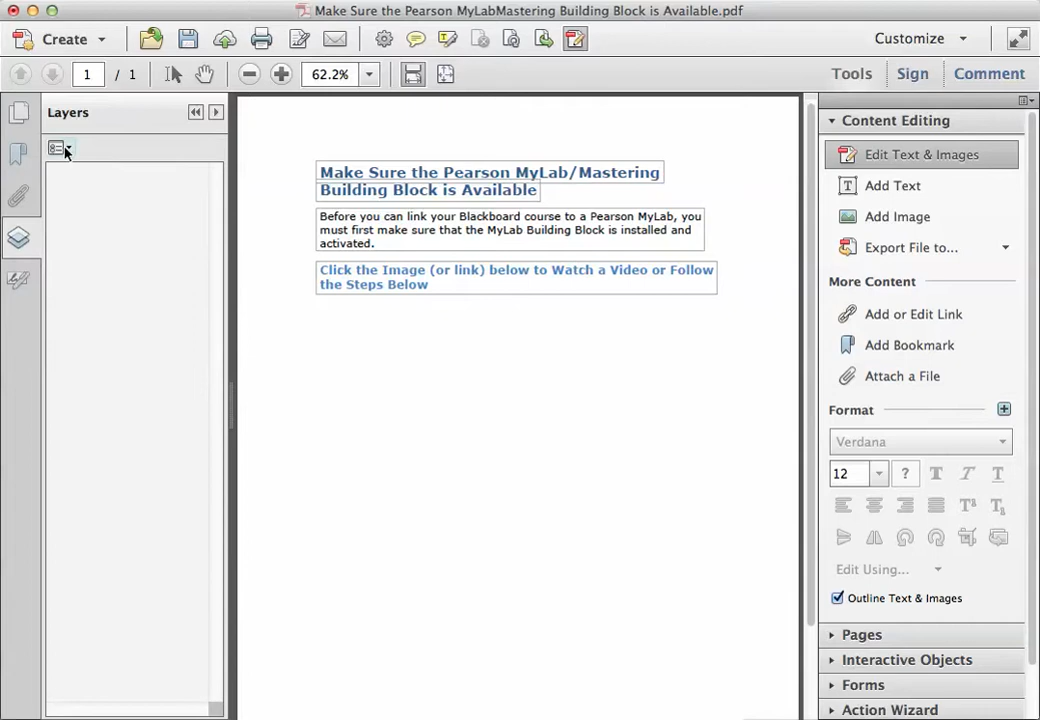 Make Sure the Pearson MyLabMastering Building Block is Available.pdf
Create
Customize
1 / 1
62.2%
Tools
Sign
Comment
Layers
Content Editing
Edit Text & Images
Add Text
Add Image
Export File to...
More Content
Add or Edit Link
Add Bookmark
Attach a File
Format
Verdana
12
?
Edit Using...
Outline Text & Images
Pages
Interactive Objects
Forms
Action Wizard
Make Sure the Pearson MyLab/Mastering
Building Block is Available
Before you can link your Blackboard course to a Pearson MyLab, you
must first make sure that the MyLab Building Block is installed and
activated.
Click the Image (or link) below to Watch a Video or Follow
the Steps Below